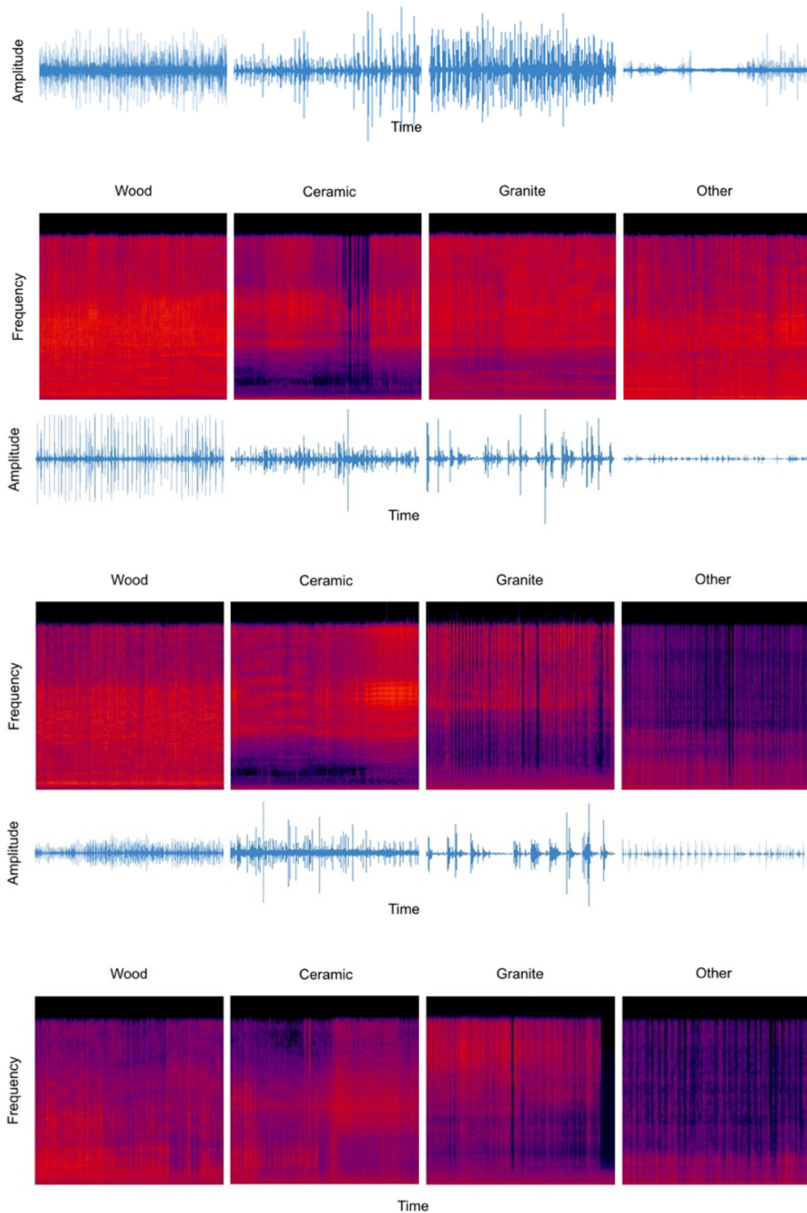 Amplitude
Time
Wood Ceramic Granite Other
Frequency
Amplitude
Time
Wood Ceramic Granite Other
Frequency
Amplitude
Time
Wood Ceramic Granite Other
Frequency
Time